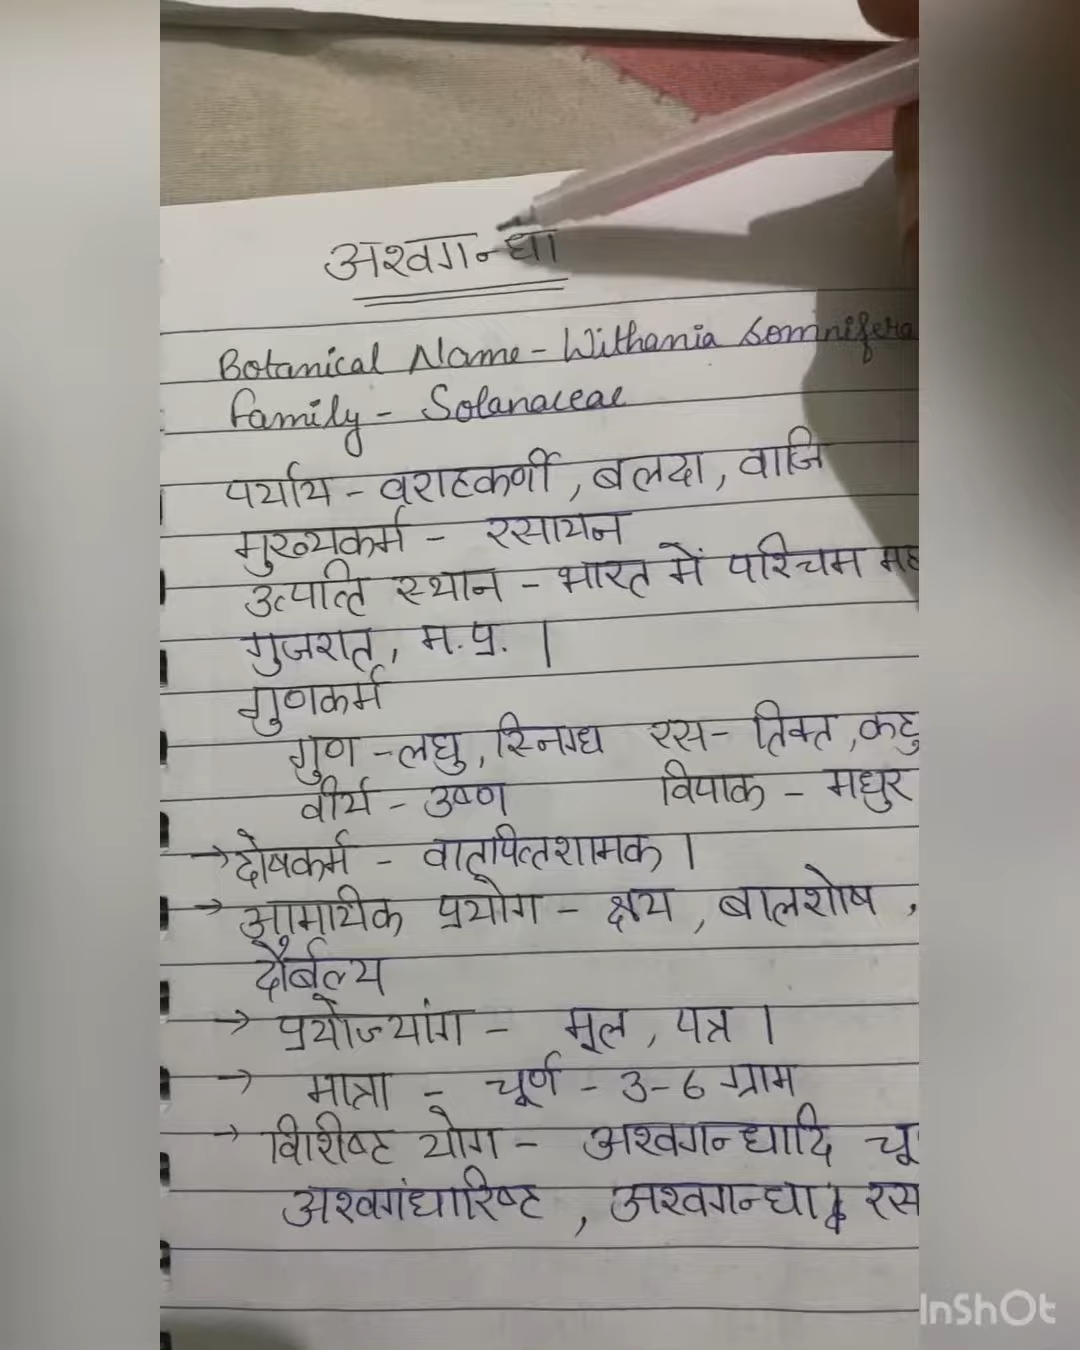 अश्वगन्धा
Botanical Name - Withania somnifera
family - Solanaceae
पर्याय - वराहकर्णी, बलदा, वाजि
मुख्यकर्म - रसायन
उत्पत्ति स्थान - भारत में पश्चिम
गुजरात, म.प्र. |
गुणकर्म
गुण - लघु, स्निग्ध रस - तिक्त, कटु
वीर्य - उष्ण विपाक - मधुर
→ दोषकर्म - वातपित्तशामक |
→ आमायीक प्रयोग - क्षय, बालशोष,
दौर्बल्य
→ प्रयोज्यांग - मूल, पत्र |
→ मात्रा - चूर्ण - 3-6 ग्राम
→ विशिष्ट योग - अश्वगन्धादि
अश्वगंधारिष्ट, अश्वगन्धा रस
InShOt